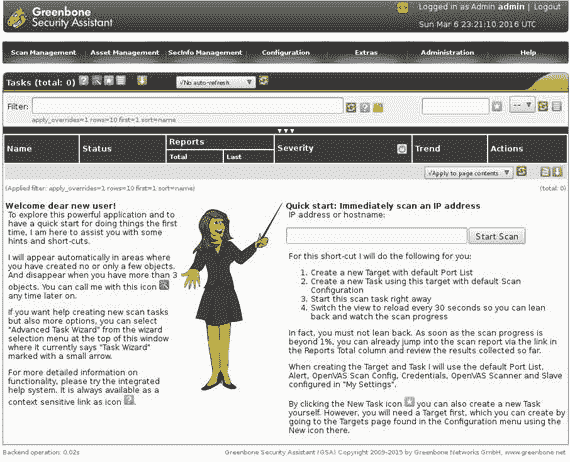 Greenbone
Security Assistant
Logged in as Admin admin | Logout
Sun Mar 6 23:21:10 2016 UTC
Scan Management Asset Management SecInfo Management Configuration Extras Administration Help
Tasks (total: 0) √No auto-refresh
Filter: --
apply_overrides=1 rows=10 first=1 sort=name
Name Status Reports Severity Trend Actions
Total Last
√Apply to page contents
(Applied filter: apply_overrides=1 rows=10 first=1 sort=name) (total: 0)
Welcome dear new user!
To explore this powerful application and to
have a quick start for doing things the first
time, I am here to assist you with some
hints and short-cuts.
I will appear automatically in areas where
you have created no or only a few objects.
And disappear when you have more than 3
objects. You can call me with this icon
any time later on.
If you want help creating new scan tasks
but also more options, you can select
"Advanced Task Wizard" from the wizard
selection menu at the top of this window
where it currently says "Task Wizard"
marked with a small arrow.
For more detailed information on
functionality, please try the integrated
help system. It is always available as a
context sensitive link as icon ?.
Quick start: Immediately scan an IP address
IP address or hostname:
Start Scan
For this short-cut I will do the following for you:
1. Create a new Target with default Port List
2. Create a new Task using this target with default Scan
Configuration
3. Start this scan task right away
4. Switch the view to reload every 30 seconds so you can lean
back and watch the scan progress
In fact, you must not lean back. As soon as the scan progress is
beyond 1%, you can already jump into the scan report via the link in
the Reports Total column and review the results collected so far.
When creating the Target and Task I will use the default Port List,
Alert, OpenVAS Scan Config, Credentials, OpenVAS Scanner and Slave
configured in "My Settings".
By clicking the New Task icon you can also create a new Task
yourself. However, you will need a Target first, which you can create by
going to the Targets page found in the Configuration menu using the
New icon there.
Backend operation: 0.02s Greenbone Security Assistant (GSA) Copyright 2009-2015 by Greenbone Networks GmbH, www.greenbone.net